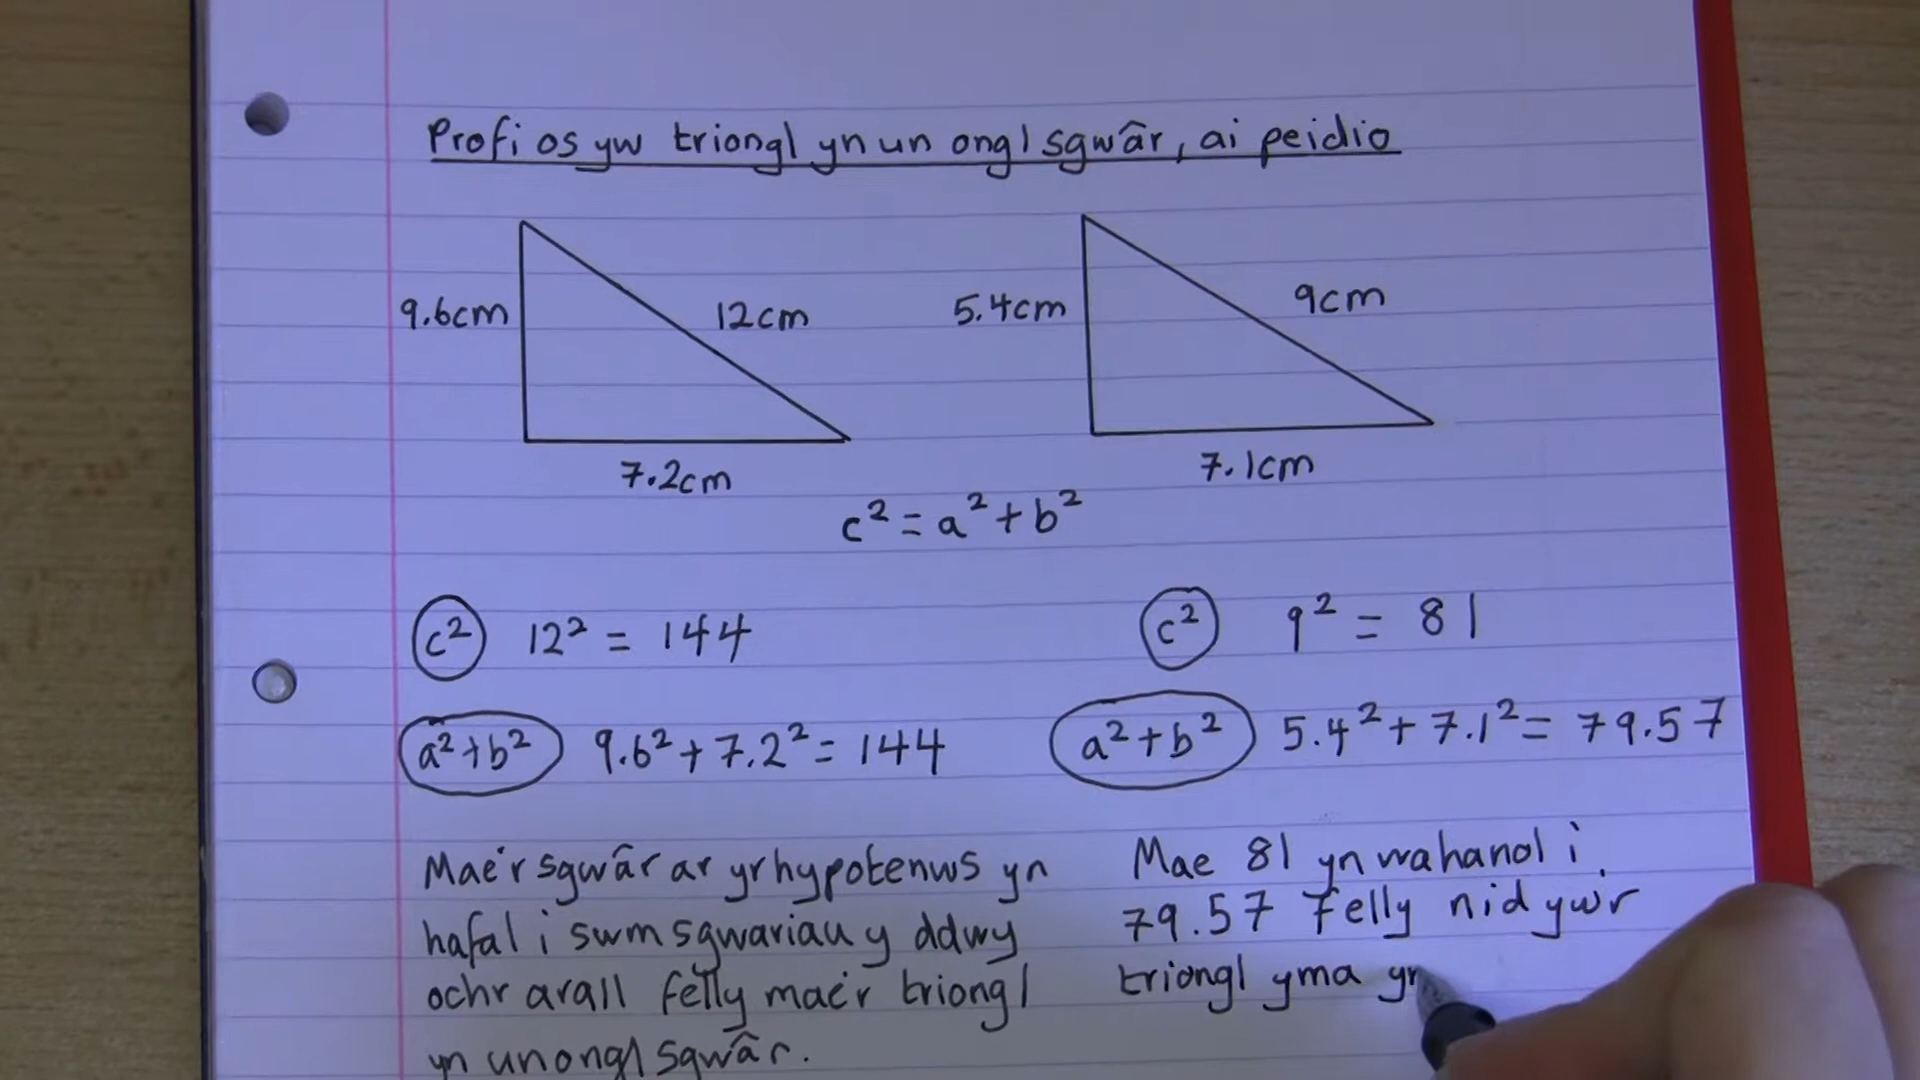 Profi os yw triongl yn un ongl sgwâr, ai peidio
9.6cm
12cm
7.2cm
5.4cm
9cm
7.1cm
c² = a² + b²
c² 12² = 144
a²+b² 9.6² + 7.2² = 144
Mae'r sgwâr ar yr hypotenws yn
hafal i swm sgwariau y ddwy
ochr arall felly mae'r triongl
yn un ongl sgwâr.
c² 9² = 81
a²+b² 5.4² + 7.1² = 79.57
Mae 81 yn wahanol i
79.57 felly nid yw'r
triongl yma yn